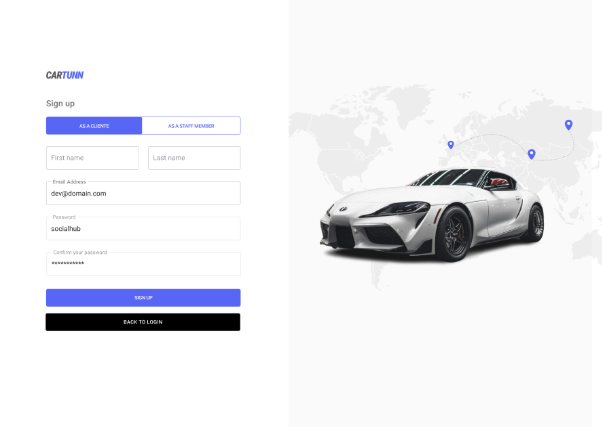 CARTUNN
Sign up
AS A CLIENTE
AS A STAFF MEMBER
First name
Last name
Email Address
dev@domain.com
Password
socialhub
Confirm your password
***********
SIGN UP
BACK TO LOGIN